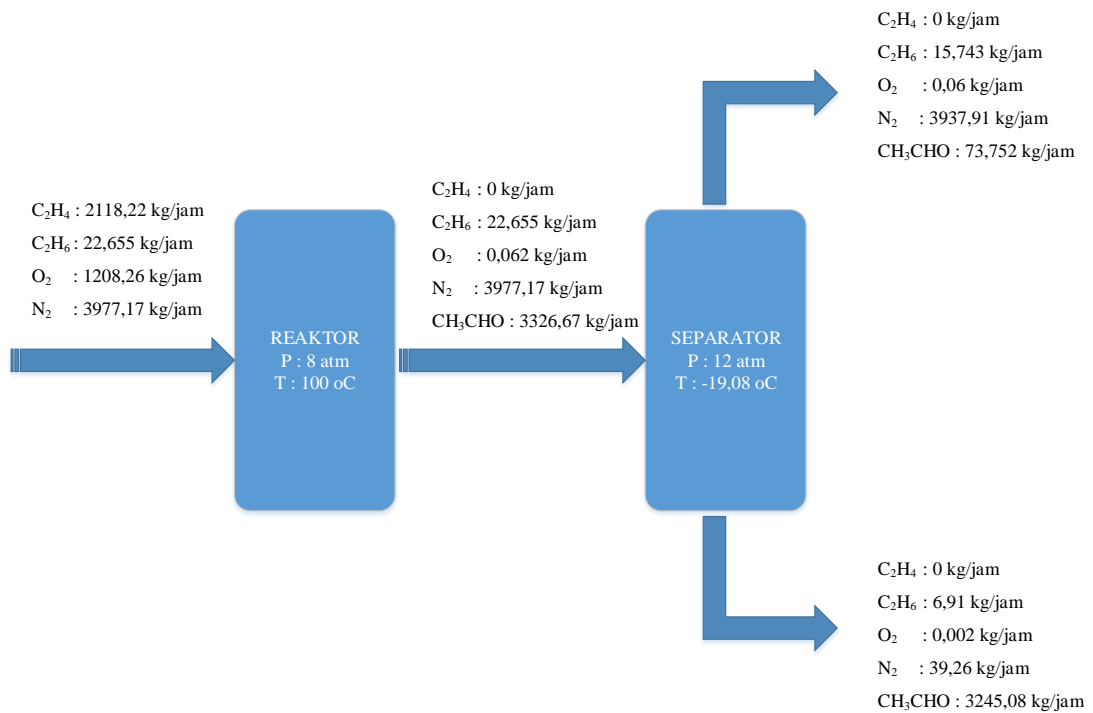 C₂H₄ : 2118,22 kg/jam
C₂H₆ : 22,655 kg/jam
O₂ : 1208,26 kg/jam
N₂ : 3977,17 kg/jam
REAKTOR
P : 8 atm
T : 100 oC
C₂H₄ : 0 kg/jam
C₂H₆ : 22,655 kg/jam
O₂ : 0,062 kg/jam
N₂ : 3977,17 kg/jam
CH₃CHO : 3326,67 kg/jam
SEPARATOR
P : 12 atm
T : -19,08 oC
C₂H₄ : 0 kg/jam
C₂H₆ : 15,743 kg/jam
O₂ : 0,06 kg/jam
N₂ : 3937,91 kg/jam
CH₃CHO : 73,752 kg/jam
C₂H₄ : 0 kg/jam
C₂H₆ : 6,91 kg/jam
O₂ : 0,002 kg/jam
N₂ : 39,26 kg/jam
CH₃CHO : 3245,08 kg/jam